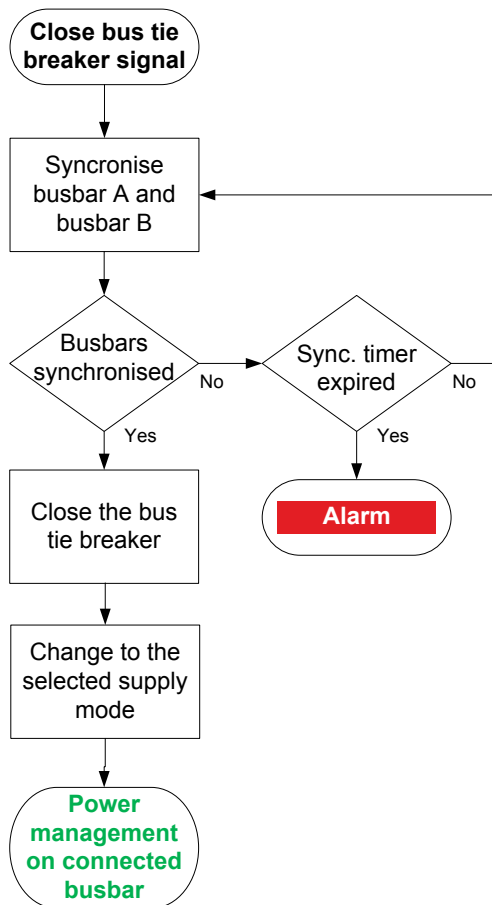 Close bus tie
breaker signal
Syncronise
busbar A and
busbar B
Busbars
synchronised
No
Sync. timer
expired
No
Yes
Yes
Close the bus
tie breaker
Alarm
Change to the
selected supply
mode
Power
management
on connected
busbar